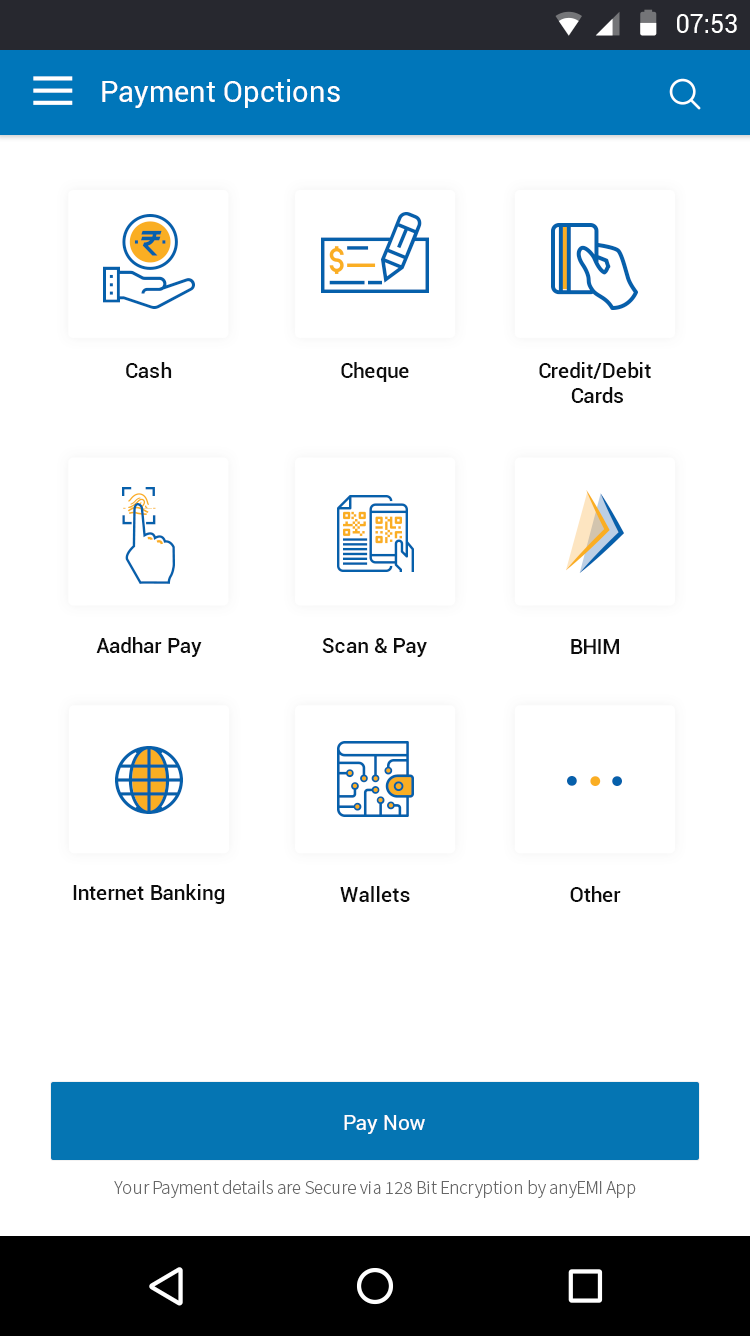 07:53
Payment Opctions
Cash
Cheque
Credit/Debit
Cards
Aadhar Pay
Scan & Pay
BHIM
Internet Banking
Wallets
Other
Pay Now
Your Payment details are Secure via 128 Bit Encryption by anyEMI App